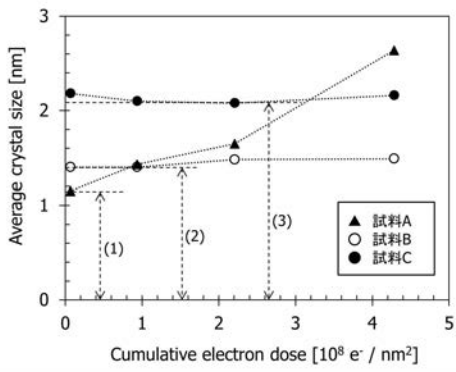 3
2
1
0
Average crystal size [nm]
(1)
(2)
(3)
▲ 試料A
○ 試料B
● 試料C
0 1 2 3 4 5
Cumulative electron dose [10⁸ e⁻ / nm²]